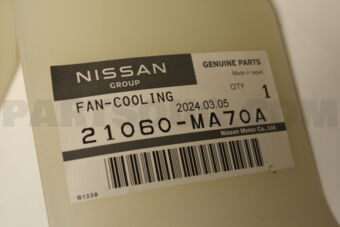 NISSAN
GROUP
GENUINE PARTS
Made in Japan
FAN-COOLING
QTY
1
2024.03.05
21060-MA70A
Nissan Motor Co., Ltd.
B1238